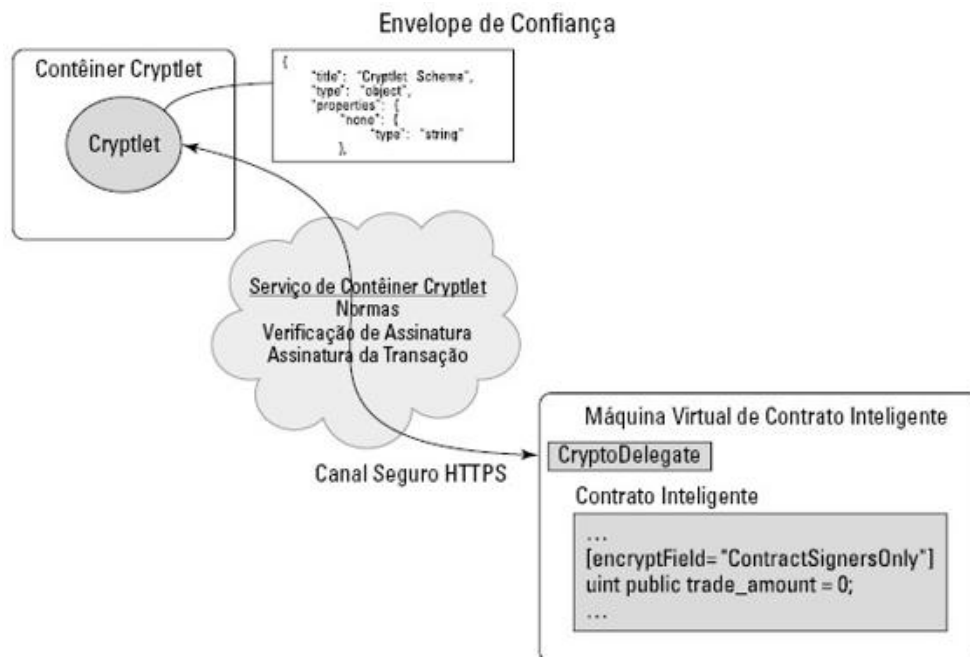 Envelope de Confiança
Contêiner Cryptlet
Cryptlet
{
"title": "Cryptlet Scheme",
"type": "object",
"properties": {
"none": {
"type": "string"
},
Serviço de Contêiner Cryptlet
Normas
Verificação de Assinatura
Assinatura da Transação
Canal Seguro HTTPS
Máquina Virtual de Contrato Inteligente
CryptoDelegate
Contrato Inteligente
...
[encryptField= "ContractSignersOnly"]
uint public trade_amount = 0;
...